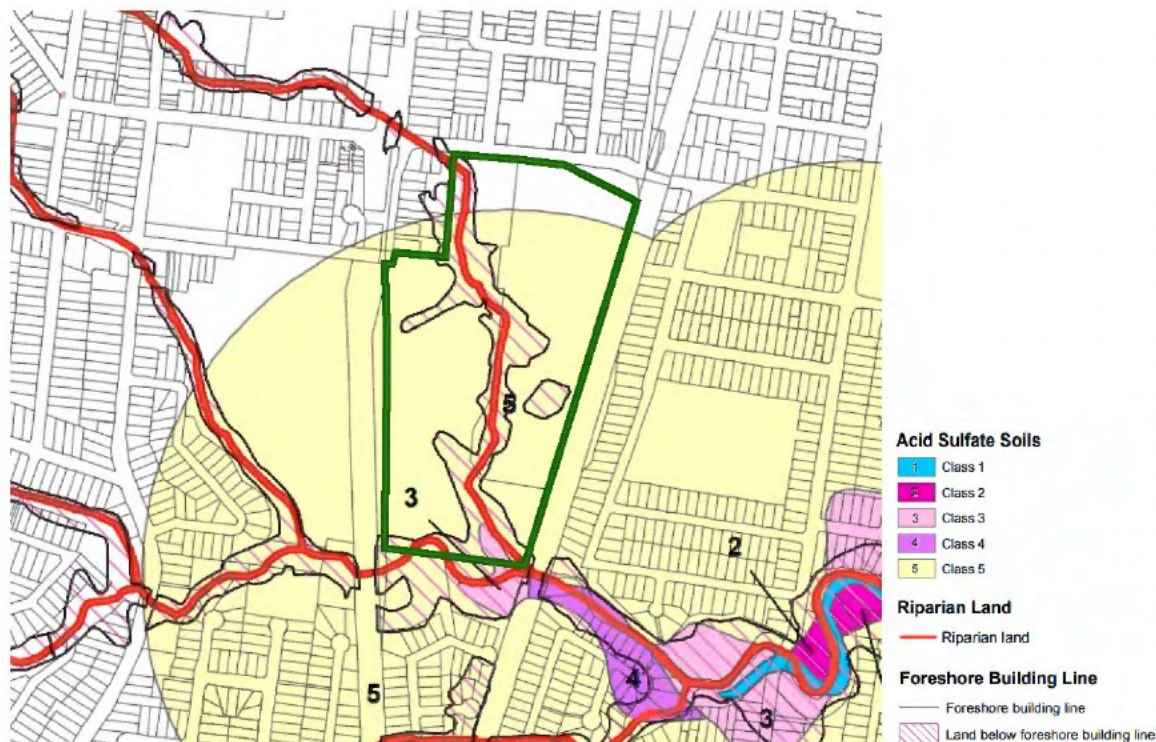 3
5
2
4
5
3
Acid Sulfate Soils
1 Class 1
2 Class 2
3 Class 3
4 Class 4
5 Class 5
Riparian Land
Riparian land
Foreshore Building Line
Foreshore building line
Land below foreshore building line